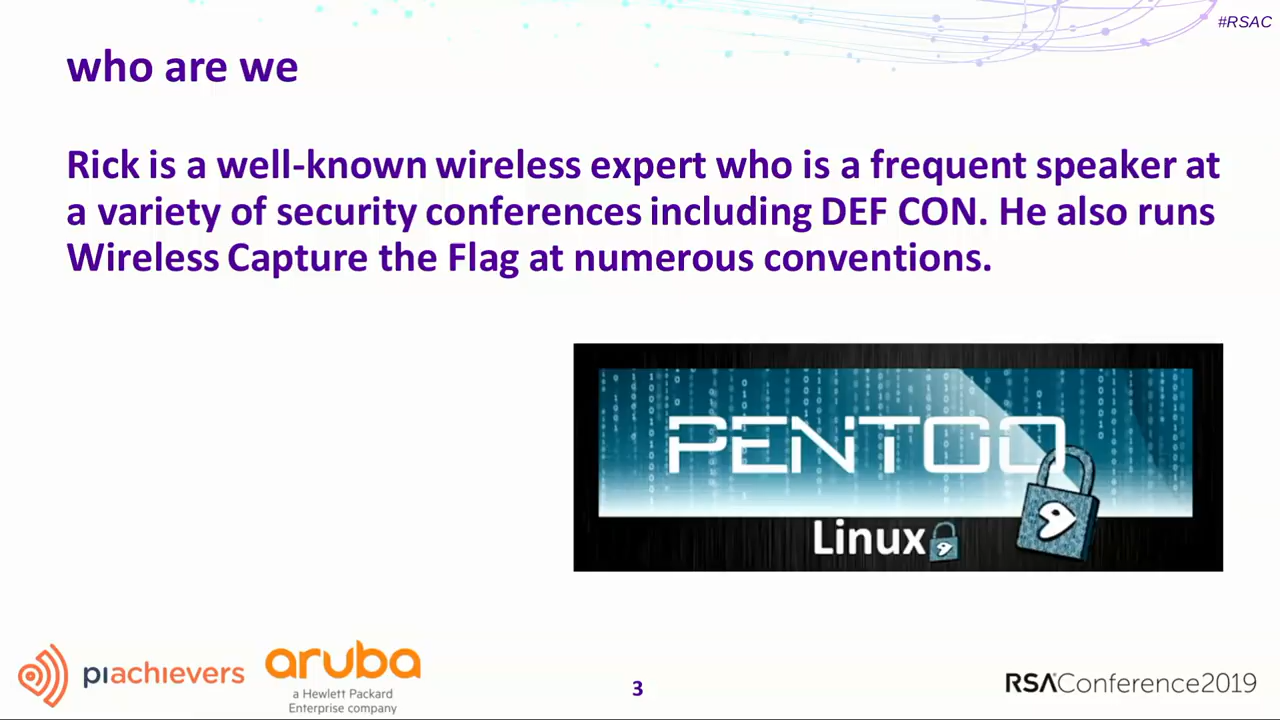 #RSAC
who are we
Rick is a well-known wireless expert who is a frequent speaker at
a variety of security conferences including DEF CON. He also runs
Wireless Capture the Flag at numerous conventions.
PENTOO
Linux
piachievers
aruba
a Hewlett Packard
Enterprise company
3
RSAConference2019